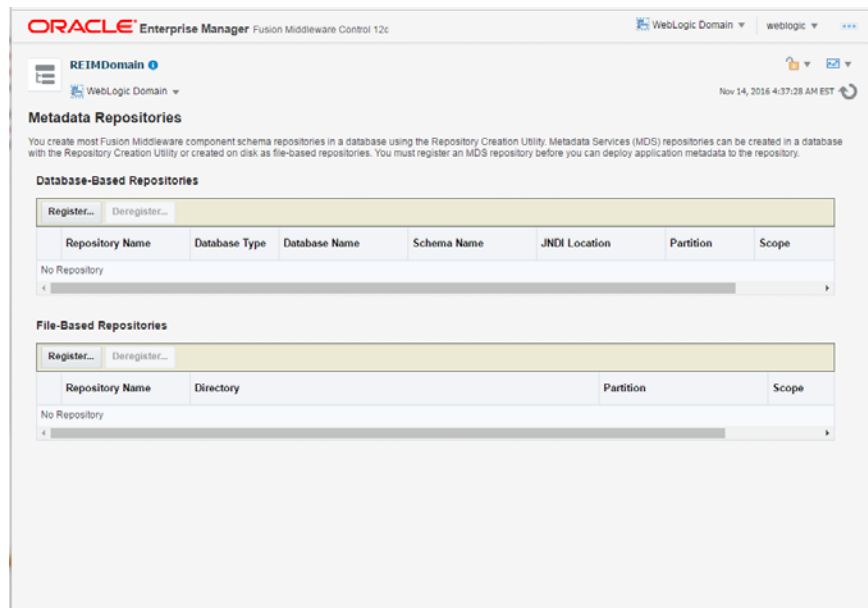 ORACLE Enterprise Manager Fusion Middleware Control 12c
WebLogic Domain weblogic
REIMDomain
WebLogic Domain
Nov 14, 2016 4:37:28 AM EST
Metadata Repositories
You create most Fusion Middleware component schema repositories in a database using the Repository Creation Utility. Metadata Services (MDS) repositories can be created in a database
with the Repository Creation Utility or created on disk as file-based repositories. You must register an MDS repository before you can deploy application metadata to the repository.
Database-Based Repositories
Register... Deregister...
Repository Name Database Type Database Name Schema Name JNDI Location Partition Scope
No Repository
File-Based Repositories
Register... Deregister...
Repository Name Directory Partition Scope
No Repository